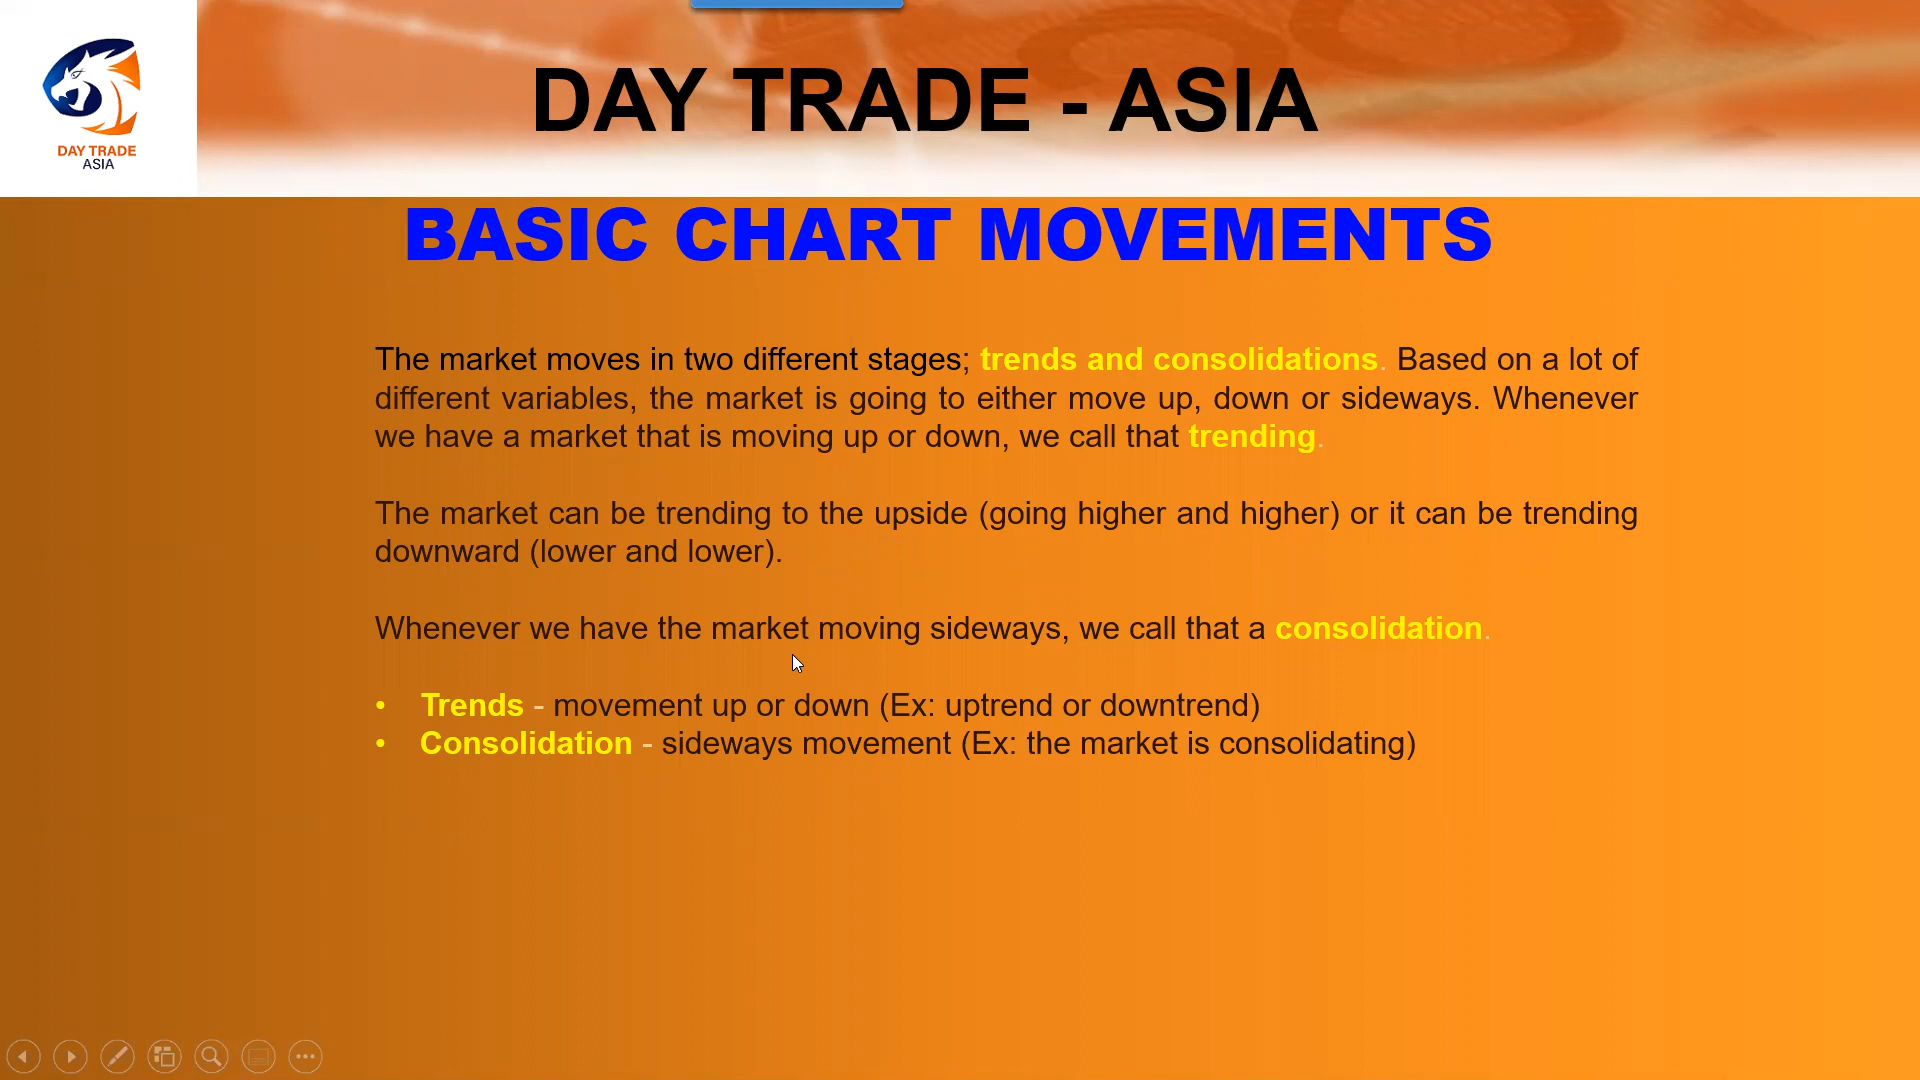 DAY TRADE
ASIA
DAY TRADE - ASIA
BASIC CHART MOVEMENTS
The market moves in two different stages; trends and consolidations. Based on a lot of
different variables, the market is going to either move up, down or sideways. Whenever
we have a market that is moving up or down, we call that trending.
The market can be trending to the upside (going higher and higher) or it can be trending
downward (lower and lower).
Whenever we have the market moving sideways, we call that a consolidation.
• Trends - movement up or down (Ex: uptrend or downtrend)
• Consolidation - sideways movement (Ex: the market is consolidating)